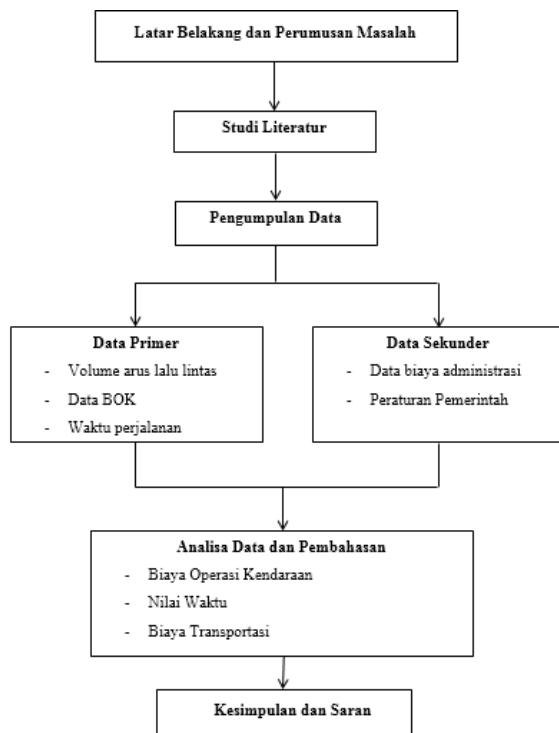 Latar Belakang dan Perumusan Masalah
Studi Literatur
Pengumpulan Data
Data Primer
- Volume arus lalu lintas
- Data BOK
- Waktu perjalanan
Data Sekunder
- Data biaya administrasi
- Peraturan Pemerintah
Analisa Data dan Pembahasan
- Biaya Operasi Kendaraan
- Nilai Waktu
- Biaya Transportasi
Kesimpulan dan Saran